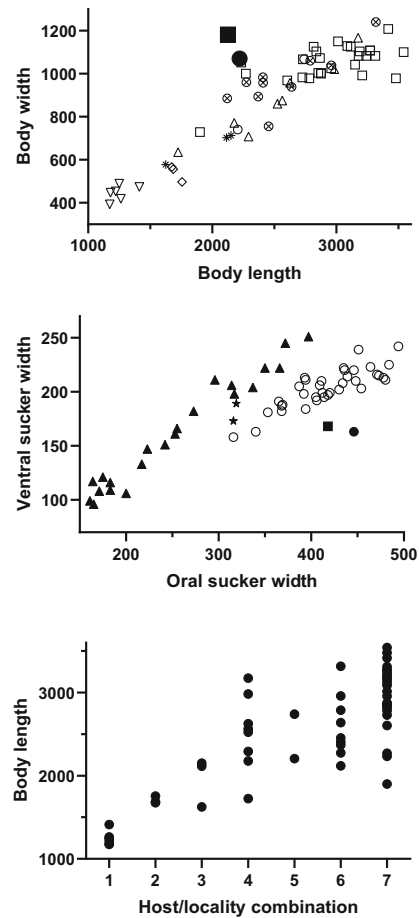 1200
1000
800
600
400
Body width
1000
2000
3000
Body length
250
200
150
100
Ventral sucker width
200
300
400
500
Oral sucker width
3000
2000
1000
Body length
1 2 3 4 5 6 7
Host/locality combination